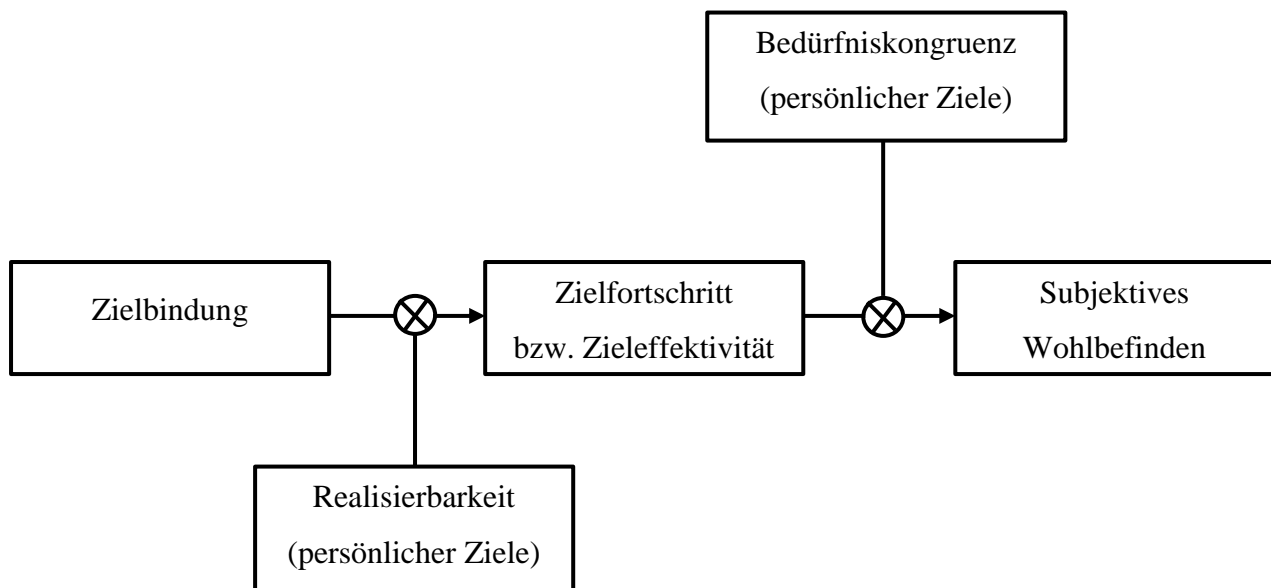 Bedürfniskongruenz
(persönlicher Ziele)
Zielbindung
Zielfortschritt
bzw. Zieleffektivität
Subjektives
Wohlbefinden
Realisierbarkeit
(persönlicher Ziele)